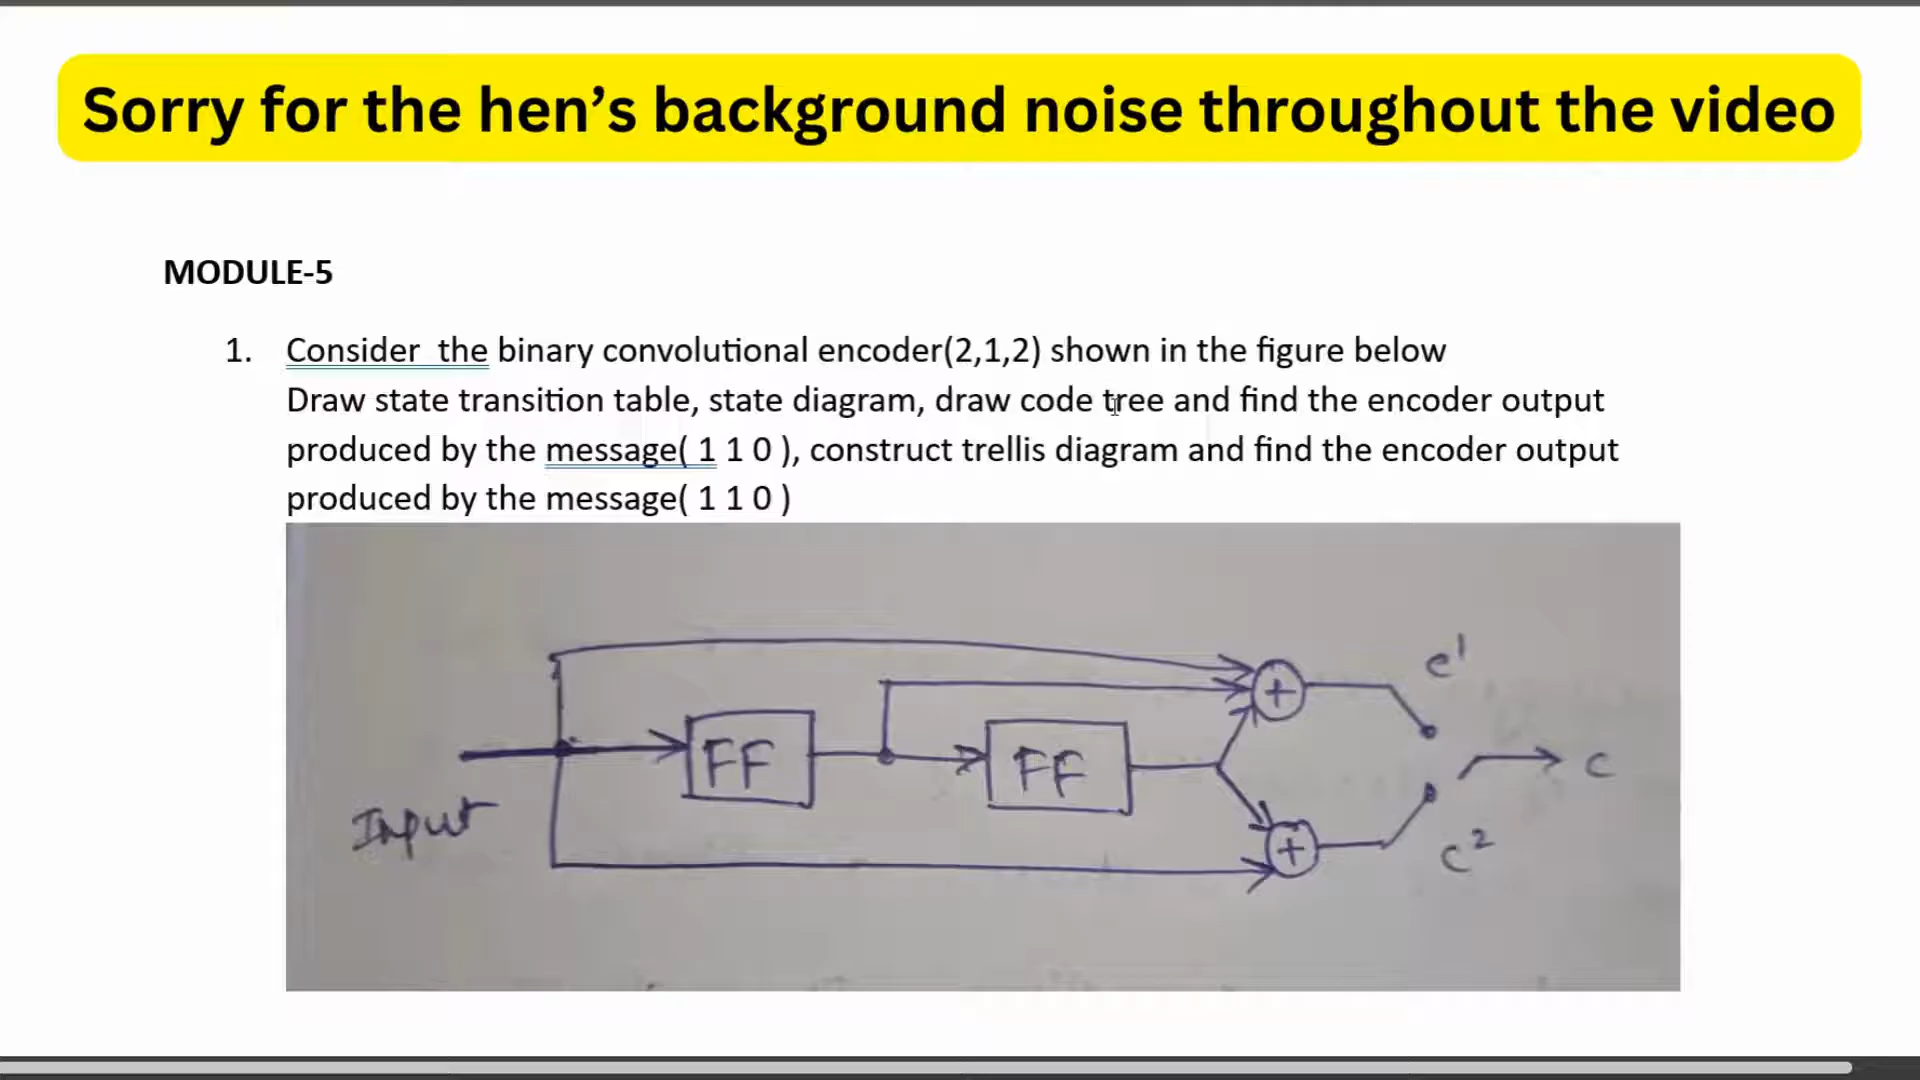 Sorry for the hen’s background noise throughout the video
MODULE-5
1. Consider the binary convolutional encoder(2,1,2) shown in the figure below
Draw state transition table, state diagram, draw code tree and find the encoder output
produced by the message( 1 1 0 ), construct trellis diagram and find the encoder output
produced by the message( 1 1 0 )
c¹
+
FF
FF
c
Input
+
c²